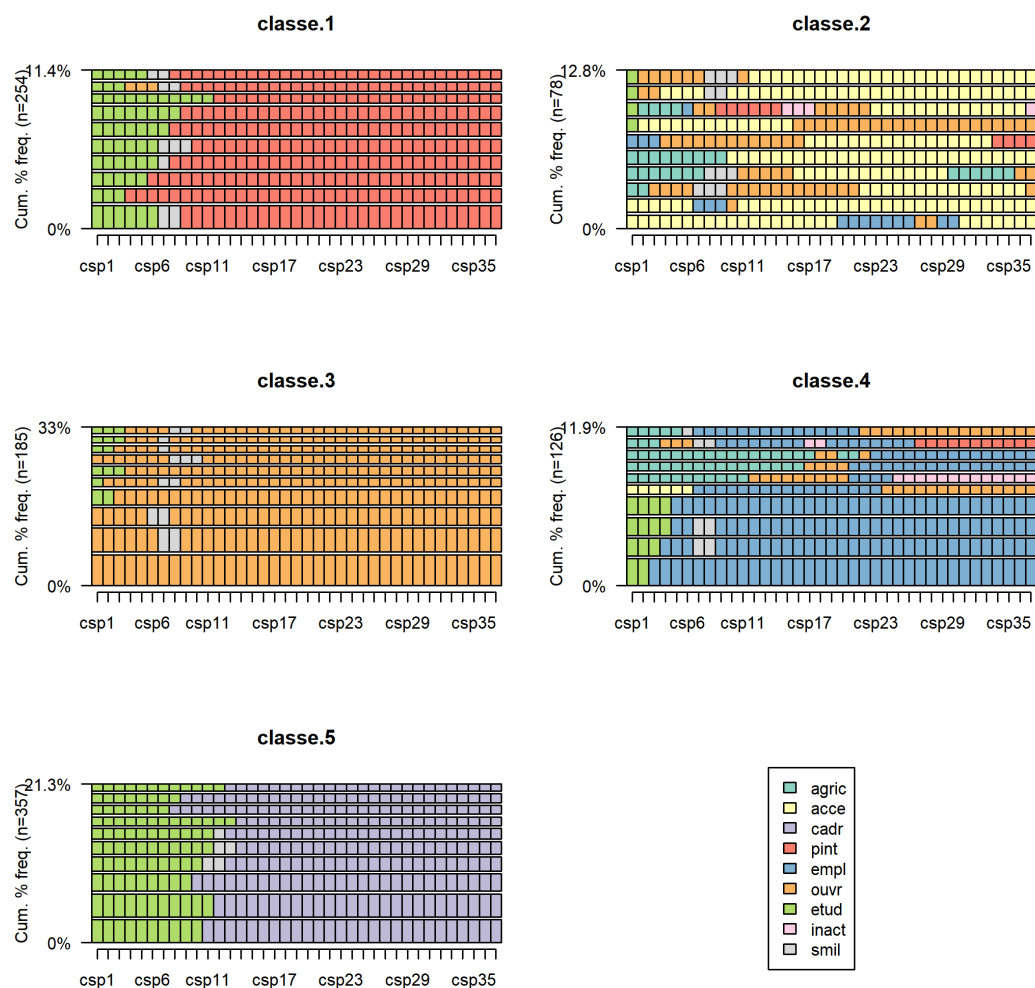 classe.1
11.4%
Cum. % freq. (n=254)
0%
csp1 csp6 csp11 csp17 csp23 csp29 csp35
classe.2
12.8%
Cum. % freq. (n=78)
0%
csp1 csp6 csp11 csp17 csp23 csp29 csp35
classe.3
33%
Cum. % freq. (n=185)
0%
csp1 csp6 csp11 csp17 csp23 csp29 csp35
classe.4
11.9%
Cum. % freq. (n=126)
0%
csp1 csp6 csp11 csp17 csp23 csp29 csp35
classe.5
21.3%
Cum. % freq. (n=357)
0%
csp1 csp6 csp11 csp17 csp23 csp29 csp35
agric
acce
cadr
pint
empl
ouvr
etud
inact
smil